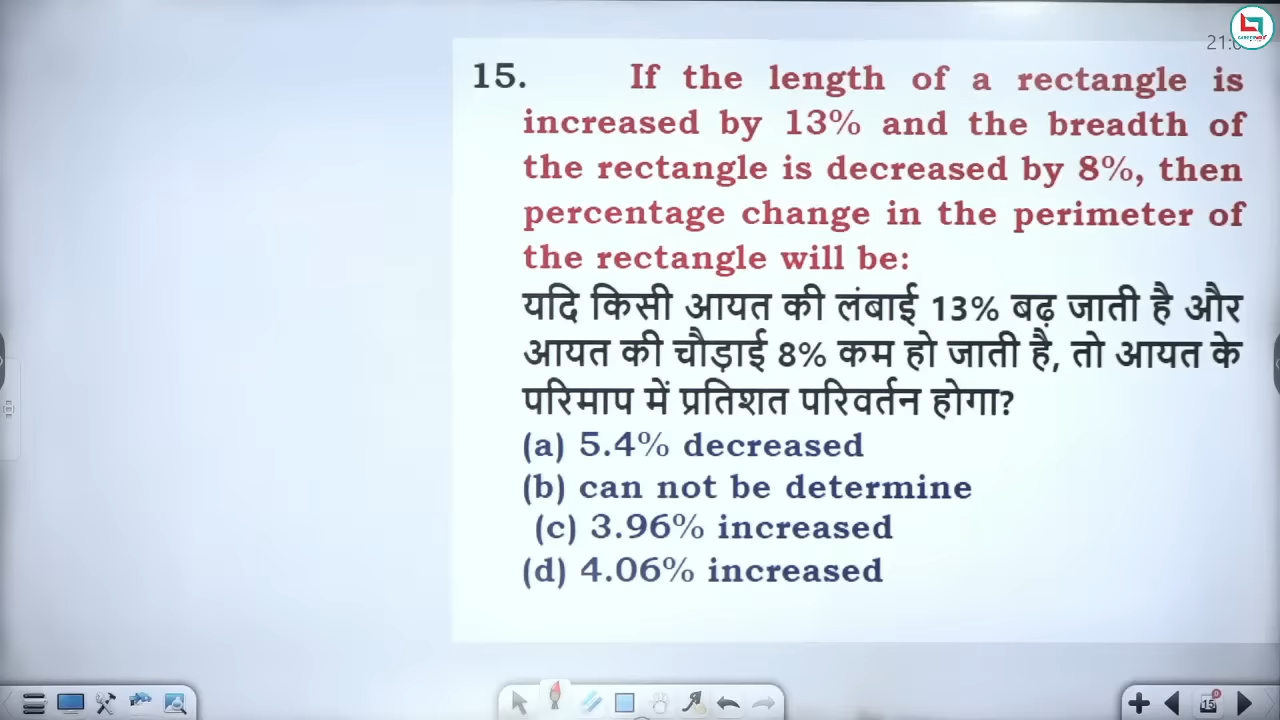 21:0
15. If the length of a rectangle is
increased by 13% and the breadth of
the rectangle is decreased by 8%, then
percentage change in the perimeter of
the rectangle will be:
यदि किसी आयत की लंबाई 13% बढ़ जाती है और
आयत की चौड़ाई 8% कम हो जाती है, तो आयत के
परिमाप में प्रतिशत परिवर्तन होगा?
(a) 5.4% decreased
(b) can not be determine
(c) 3.96% increased
(d) 4.06% increased
15